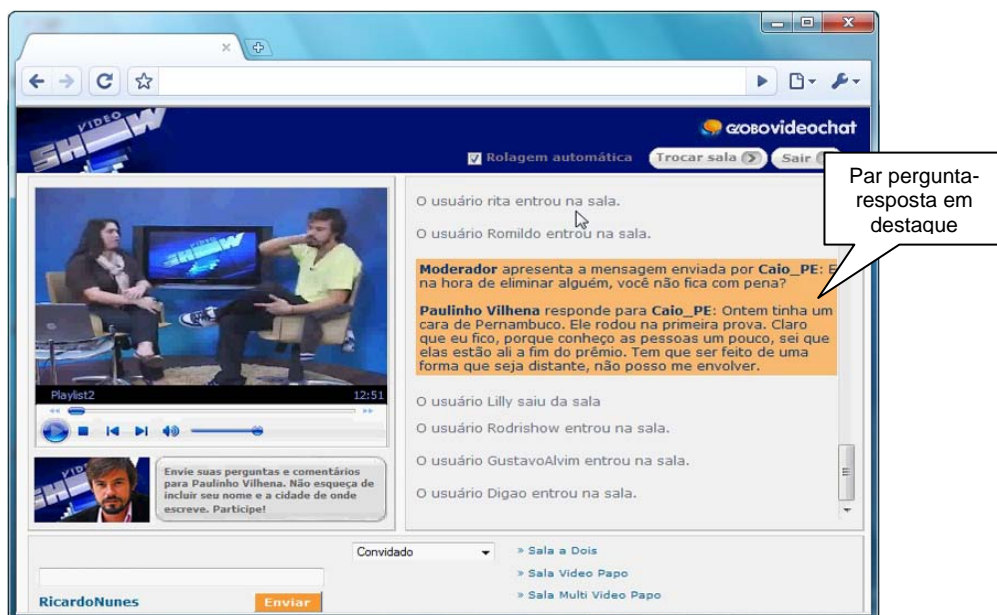 VIDEO
SHOW
GLOBOvideochat
Rolagem automática
Trocar sala
Sair
Par pergunta-
resposta em
destaque
VIDEO
SHOW
Playlist2
12:51
O usuário rita entrou na sala.
O usuário Romildo entrou na sala.
Moderador apresenta a mensagem enviada por Caio_PE: E
na hora de eliminar alguém, você não fica com pena?
Paulinho Vilhena responde para Caio_PE: Ontem tinha um
cara de Pernambuco. Ele rodou na primeira prova. Claro
que eu fico, porque conheço as pessoas um pouco, sei que
elas estão ali a fim do prêmio. Tem que ser feito de uma
forma que seja distante, não posso me envolver.
O usuário Lilly saiu da sala
O usuário Rodrishow entrou na sala.
O usuário GustavoAlvim entrou na sala.
O usuário Digao entrou na sala.
VIDEO
Envie suas perguntas e comentários
para Paulinho Vilhena. Não esqueça de
incluir seu nome e a cidade de onde
escreve. Participe!
Convidado
» Sala a Dois
» Sala Video Papo
» Sala Multi Video Papo
RicardoNunes
Enviar